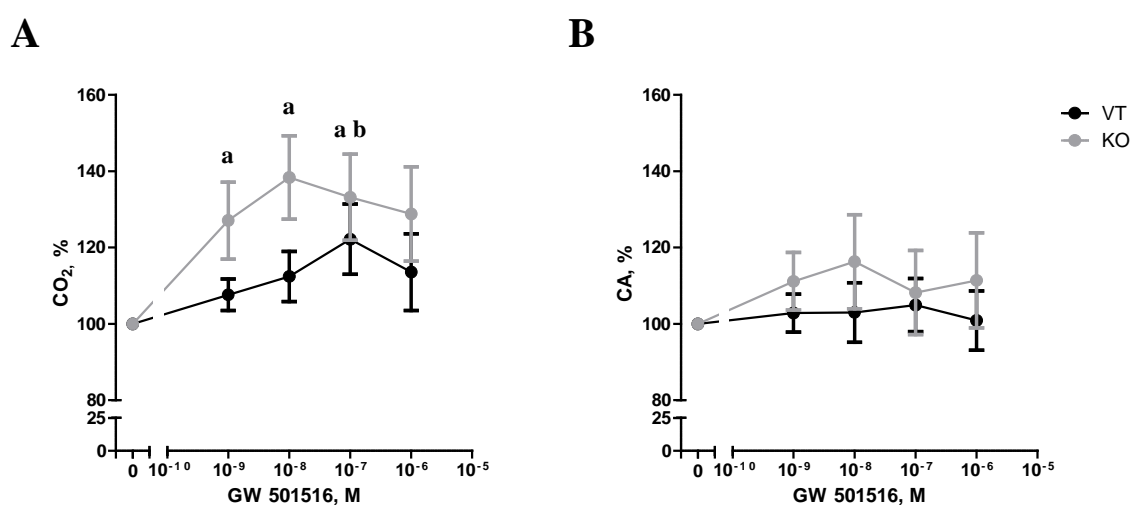 A
160
140
120
100
80
25
0
CO₂, %
a
a
a b
0 10⁻¹⁰ 10⁻⁹ 10⁻⁸ 10⁻⁷ 10⁻⁶ 10⁻⁵
GW 501516, M
B
160
140
120
100
80
25
0
CA, %
0 10⁻¹⁰ 10⁻⁹ 10⁻⁸ 10⁻⁷ 10⁻⁶ 10⁻⁵
GW 501516, M
VT
KO